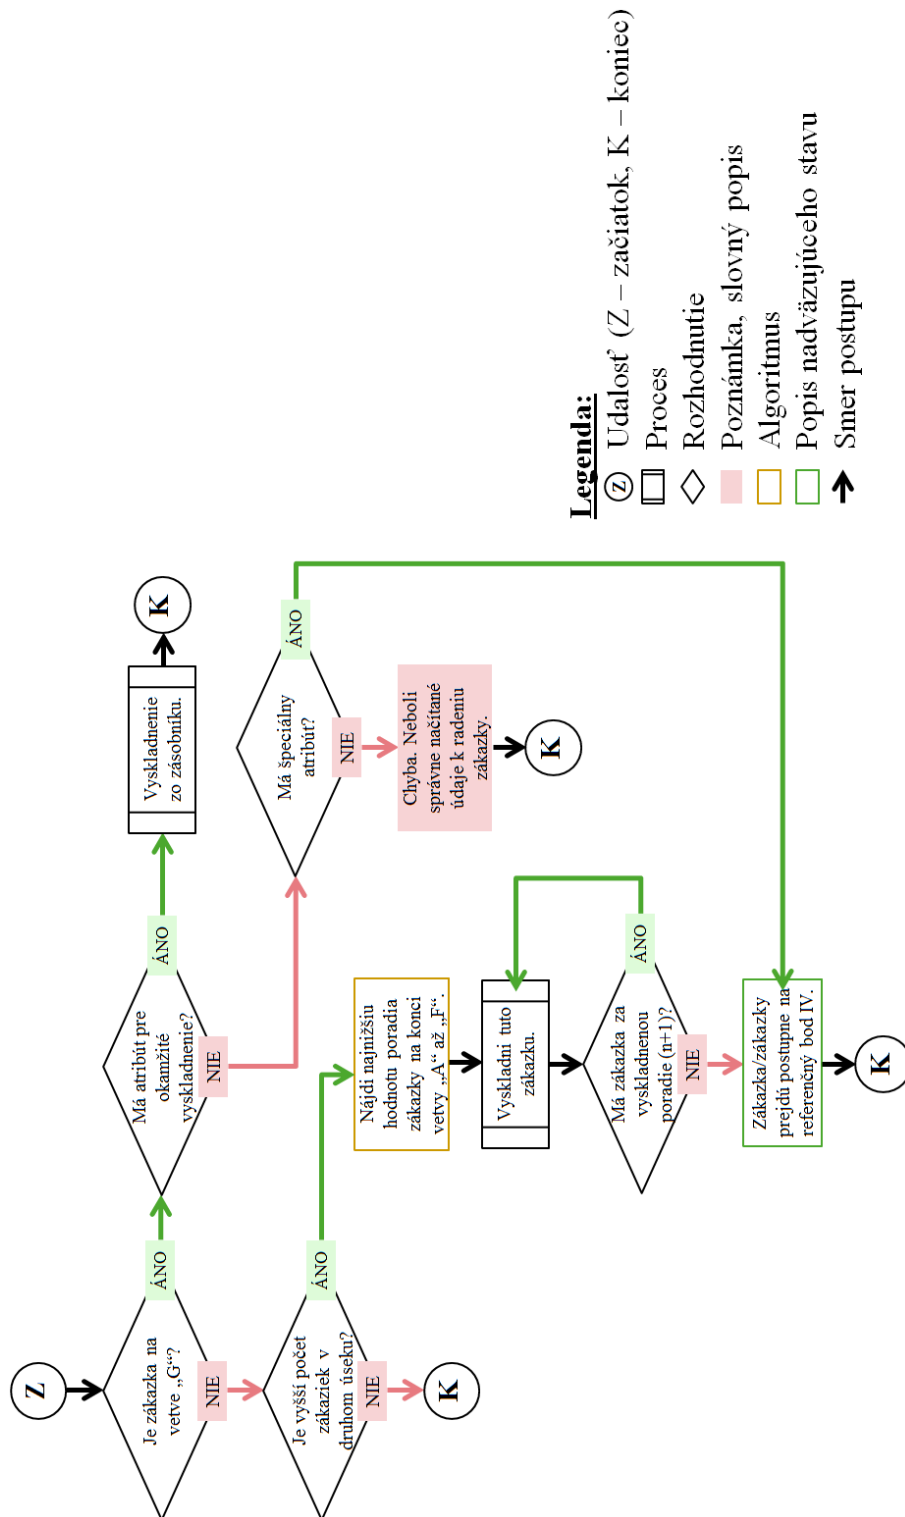 Z
Je zákazka na
vetve „G“?
ÁNO
NIE
Má atribút pre
okamžité
vyskladnenie?
ÁNO
NIE
Vyskladnenie
zo zásobníku.
K
Je vyšší počet
zákaziek v
druhom úseku?
ÁNO
NIE
K
Má špeciálny
atribút?
ÁNO
NIE
Chyba. Neboli
správne načítané
údaje k radeniu
zákazky.
K
Nájdi najnižšiu
hodnotu poradia
zákazky na konci
vetvy „A“ až „F“.
Vyskladni tuto
zákazku.
Má zákazka za
vyskladnenou
poradie (n+1)?
ÁNO
NIE
Zákazka/zákazky
prejdú postupne na
referenčný bod IV.
K
Legenda:
Z Udalosť (Z – začiatok, K – koniec)
Proces
Rozhodnutie
Poznámka, slovný popis
Algoritmus
Popis nadväzujúceho stavu
Smer postupu